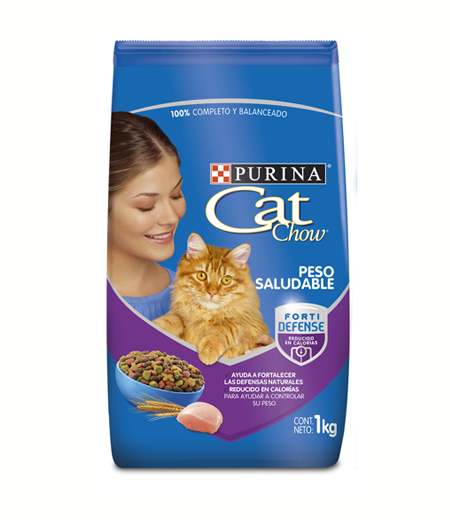 100% COMPLETO Y BALANCEADO
PURINA®
Cat
Chow®
PESO
SALUDABLE
FORTI
DEFENSE
REDUCIDO
EN CALORÍAS
AYUDA A FORTALECER
LAS DEFENSAS NATURALES
REDUCIDO EN CALORÍAS
PARA AYUDAR A CONTROLAR
SU PESO
CONT.
NETO: 1kg